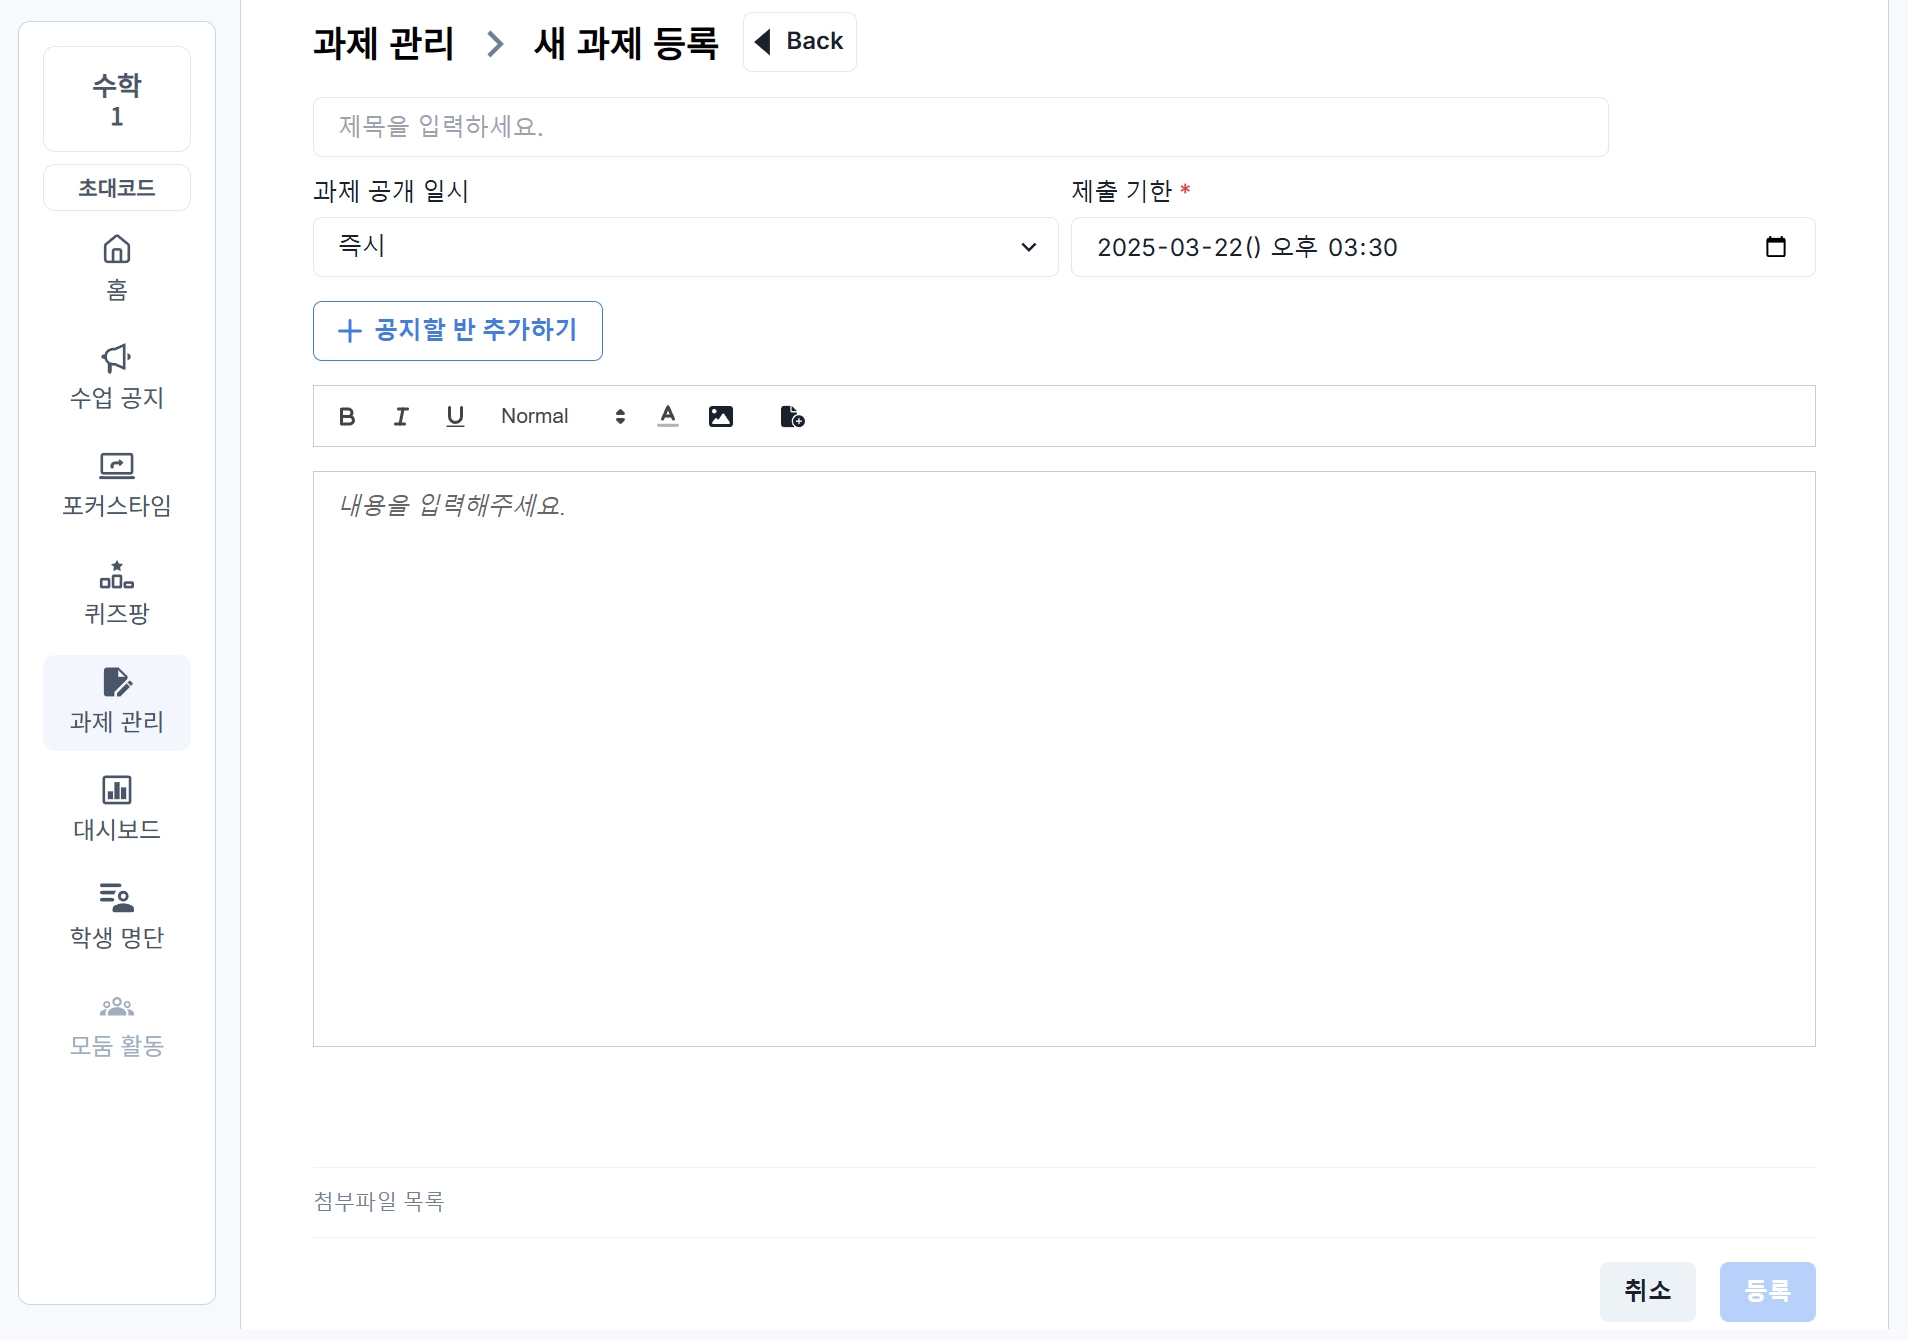 수학
1
초대코드
홈
수업 공지
포커스타임
퀴즈팡
과제 관리
대시보드
학생 명단
모둠 활동
과제 관리 > 새 과제 등록 Back
제목을 입력하세요.
과제 공개 일시 제출 기한 *
즉시 2025-03-22() 오후 03:30
+ 공지할 반 추가하기
B I U Normal A
내용을 입력해주세요.
첨부파일 목록
취소 등록